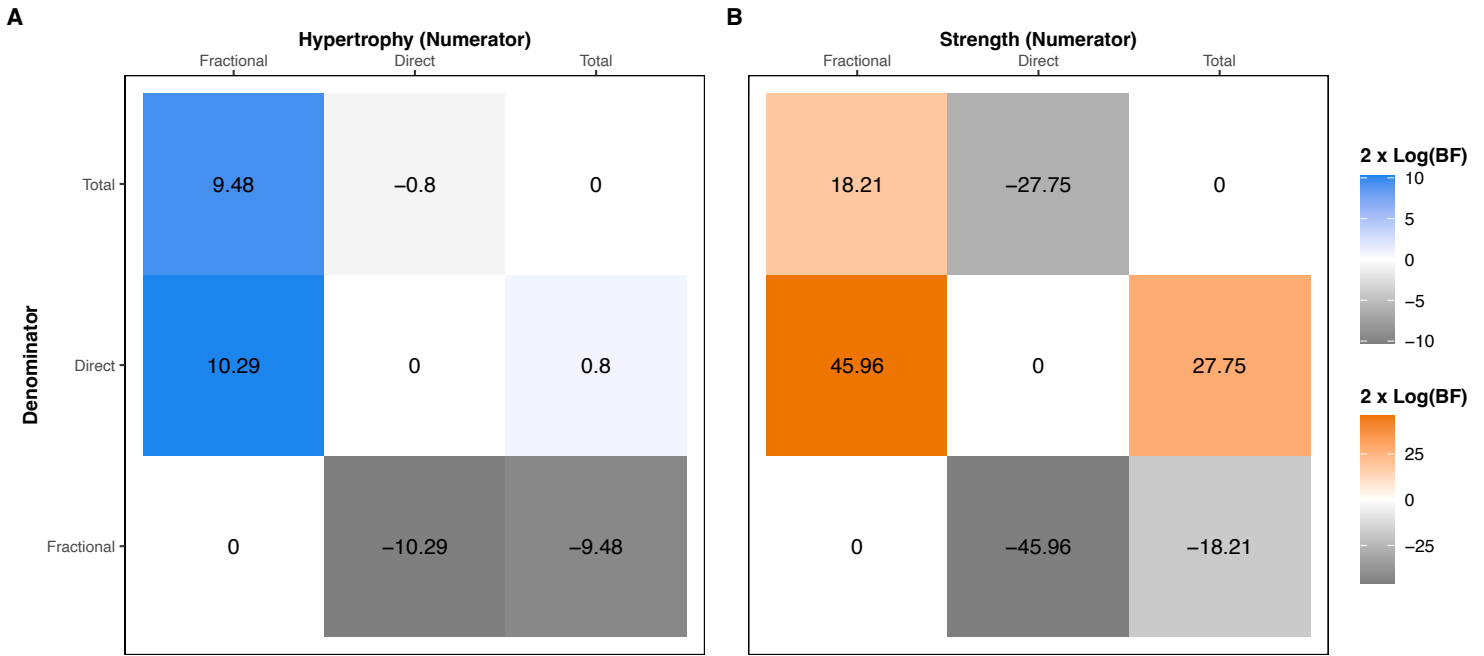 A
Hypertrophy (Numerator)
Fractional Direct Total
Denominator
Total 9.48 −0.8 0
Direct 10.29 0 0.8
Fractional 0 −10.29 −9.48
B
Strength (Numerator)
Fractional Direct Total
18.21 −27.75 0
45.96 0 27.75
0 −45.96 −18.21
2 x Log(BF)
10
5
0
−5
−10
2 x Log(BF)
25
0
−25